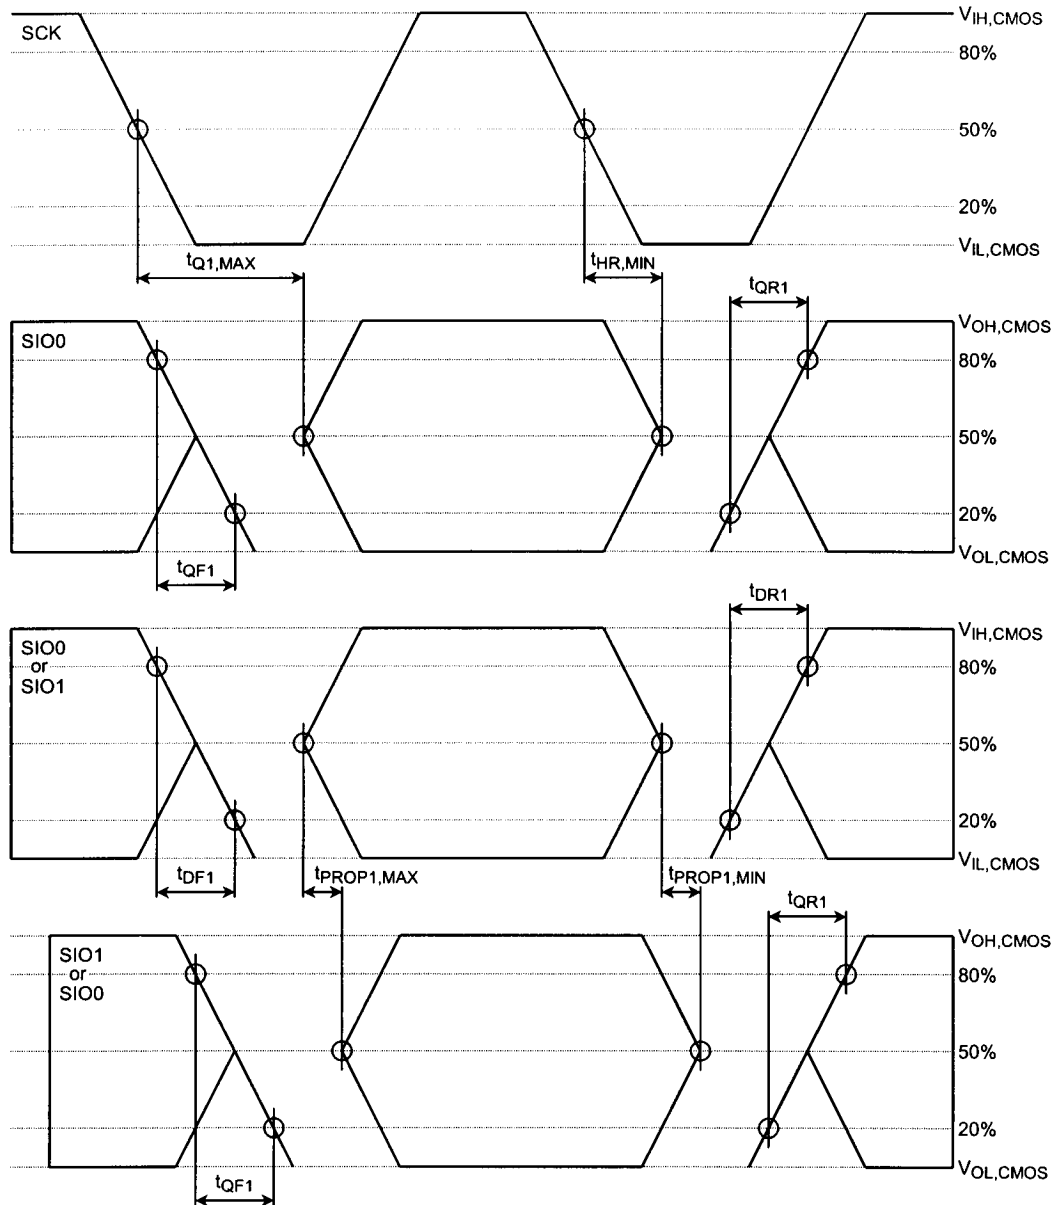 SCK
VIH,CMOS
80%
50%
20%
VIL,CMOS
tQ1,MAX
tHR,MIN
tQR1
SIO0
VOH,CMOS
80%
50%
20%
VOL,CMOS
tQF1
tDR1
SIO0
or
SIO1
VIH,CMOS
80%
50%
20%
VIL,CMOS
tDF1
tPROP1,MAX
tPROP1,MIN
tQR1
SIO1
or
SIO0
VOH,CMOS
80%
50%
20%
VOL,CMOS
tQF1